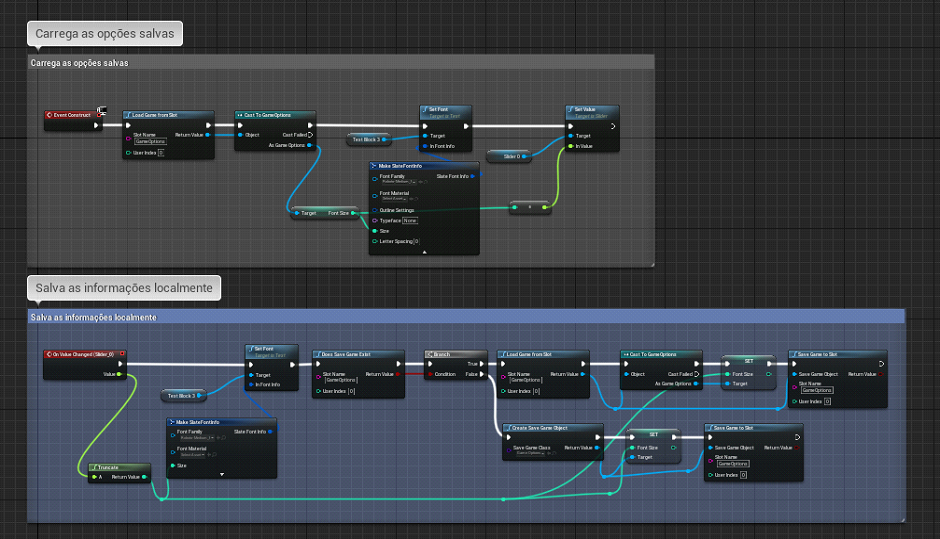 Carrega as opções salvas
Carrega as opções salvas
Event Construct
Load Game from Slot
Slot Name
GameOptions
User Index 0
Return Value
Cast To GameOptions
Object
Cast Failed
As Game Options
Set Font
Target is Text
Target
In Font Info
Text Block 3
Set Value
Target is Slider
Target
In Value
Slider 0
Make SlateFontInfo
Font Family
Slate Font Info
Font Material
Outline Settings
Typeface None
Size
Letter Spacing 0
Target
Font Size
Salva as informações localmente
Salva as informações localmente
On Value Changed (Slider_0)
Value
Set Font
Target is Text
Target
In Font Info
Text Block 3
Make SlateFontInfo
Font Family
Slate Font Info
Font Material
Size
Truncate
A
Return Value
Does Save Game Exist
Slot Name
GameOptions
User Index 0
Return Value
Branch
Condition
True
False
Load Game from Slot
Slot Name
GameOptions
User Index 0
Return Value
Cast To GameOptions
Object
Cast Failed
As Game Options
SET
Font Size
Target
Save Game to Slot
Save Game Object
Return Value
Slot Name
GameOptions
User Index 0
Create Save Game Object
Save Game Class
Return Value
SET
Font Size
Target
Save Game to Slot
Save Game Object
Return Value
Slot Name
GameOptions
User Index 0